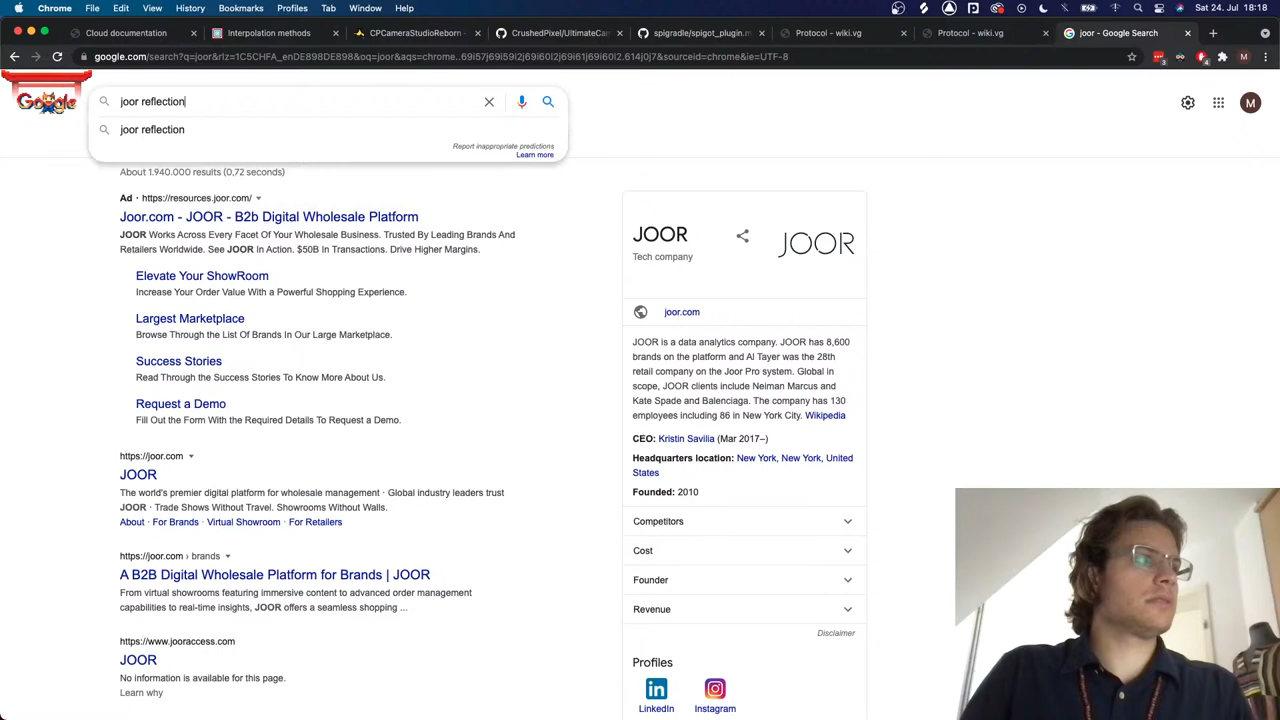 Chrome File Edit View History Bookmarks Profiles Tab Window Help
Sat 24. Jul 18:18
Cloud documentation
Interpolation methods
CPCameraStudioReborn -
CrushedPixel/UltimateCam
spigradle/spigot_plugin.m
Protocol - wiki.vg
Protocol - wiki.vg
joor - Google Search
google.com/search?q=joor&rlz=1C5CHFA_enDE898DE898&oq=joor&aqs=chrome..69i57j69i60l2j69i61j69i60l2.614j0j7&sourceid=chrome&ie=UTF-8
3
4
M
Google
joor reflection
M
joor reflection
Report inappropriate predictions
Learn more
About 1.940.000 results (0,72 seconds)
Ad · https://resources.joor.com/
Joor.com - JOOR - B2b Digital Wholesale Platform
JOOR Works Across Every Facet Of Your Wholesale Business. Trusted By Leading Brands And
Retailers Worldwide. See JOOR In Action. $50B In Transactions. Drive Higher Margins.
Elevate Your ShowRoom
Increase Your Order Value With a Powerful Shopping Experience.
Largest Marketplace
Browse Through the List Of Brands In Our Large Marketplace.
Success Stories
Read Through the Success Stories To Know More About Us.
Request a Demo
Fill Out the Form With the Required Details To Request a Demo.
https://joor.com
JOOR
The world's premier digital platform for wholesale management · Global industry leaders trust
JOOR · Trade Shows Without Travel. Showrooms Without Walls.
About · For Brands · Virtual Showroom · For Retailers
https://joor.com › brands
A B2B Digital Wholesale Platform for Brands | JOOR
From virtual showrooms featuring immersive content to advanced order management
capabilities to real-time insights, JOOR offers a seamless shopping ...
https://www.jooraccess.com
JOOR
No information is available for this page.
Learn why
JOOR
Tech company
JOOR
joor.com
JOOR is a data analytics company. JOOR has 8,600
brands on the platform and Al Tayer was the 28th
retail company on the Joor Pro system. Global in
scope, JOOR clients include Neiman Marcus and
Kate Spade and Balenciaga. The company has 130
employees including 86 in New York City. Wikipedia
CEO: Kristin Savilia (Mar 2017–)
Headquarters location: New York, New York, United
States
Founded: 2010
Competitors
Cost
Founder
Revenue
Disclaimer
Profiles
LinkedIn
Instagram